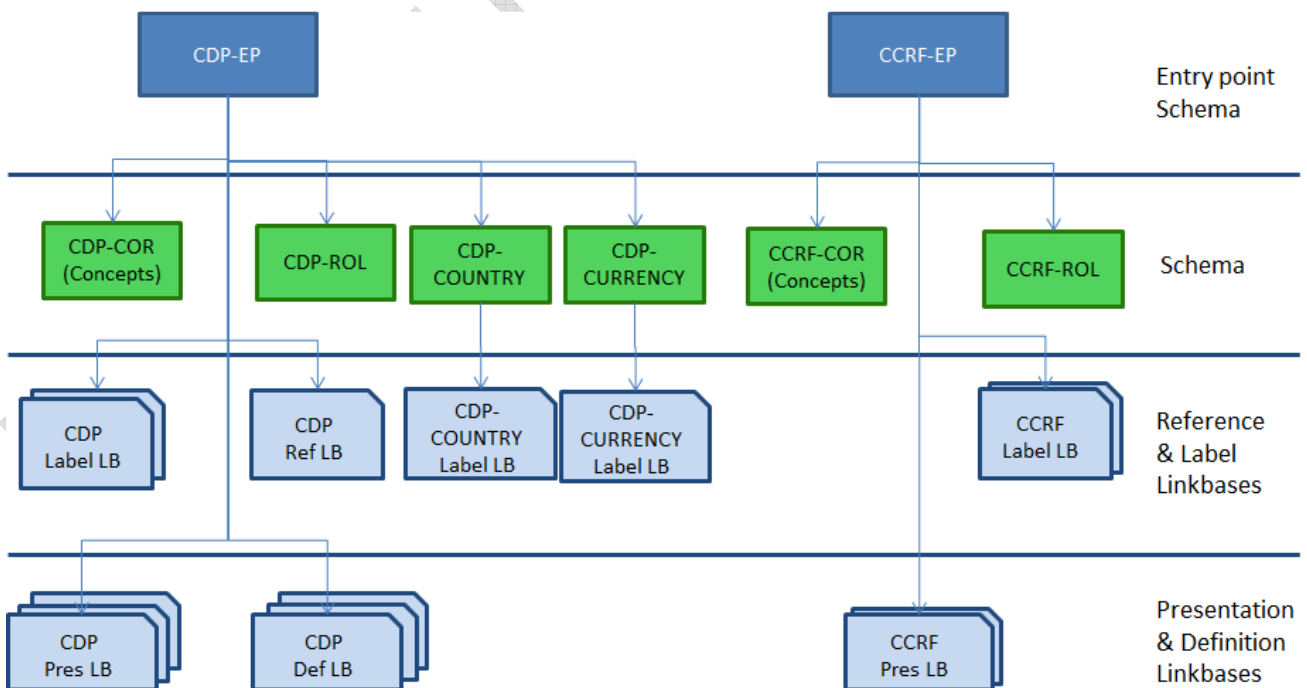 CDP-EP
CCRF-EP
Entry point
Schema
CDP-COR
(Concepts)
CDP-ROL
CDP-
COUNTRY
CDP-
CURRENCY
CCRF-COR
(Concepts)
CCRF-ROL
Schema
CDP
Label LB
CDP
Ref LB
CDP-
COUNTRY
Label LB
CDP-
CURRENCY
Label LB
CCRF
Label LB
Reference
& Label
Linkbases
CDP
Pres LB
CDP
Def LB
CCRF
Pres LB
Presentation
& Definition
Linkbases